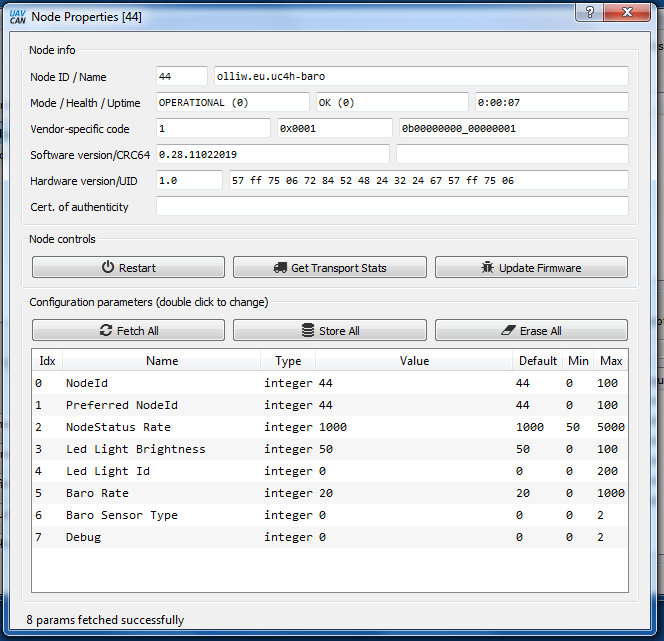 UAV CAN Node Properties [44]
Node info
Node ID / Name 44 olliw.eu.uc4h-baro
Mode / Health / Uptime OPERATIONAL (0) OK (0) 0:00:07
Vendor-specific code 1 0x0001 0b00000000_00000001
Software version/CRC64 0.28.11022019
Hardware version/UID 1.0 57 ff 75 06 72 84 52 48 24 32 24 67 57 ff 75 06
Cert. of authenticity
Node controls
Restart Get Transport Stats Update Firmware
Configuration parameters (double click to change)
Fetch All Store All Erase All
Idx Name Type Value Default Min Max
0 NodeId integer 44 44 0 100
1 Preferred NodeId integer 44 44 0 100
2 NodeStatus Rate integer 1000 1000 50 5000
3 Led Light Brightness integer 50 50 0 100
4 Led Light Id integer 0 0 0 200
5 Baro Rate integer 20 20 0 1000
6 Baro Sensor Type integer 0 0 0 2
7 Debug integer 0 0 0 2
8 params fetched successfully